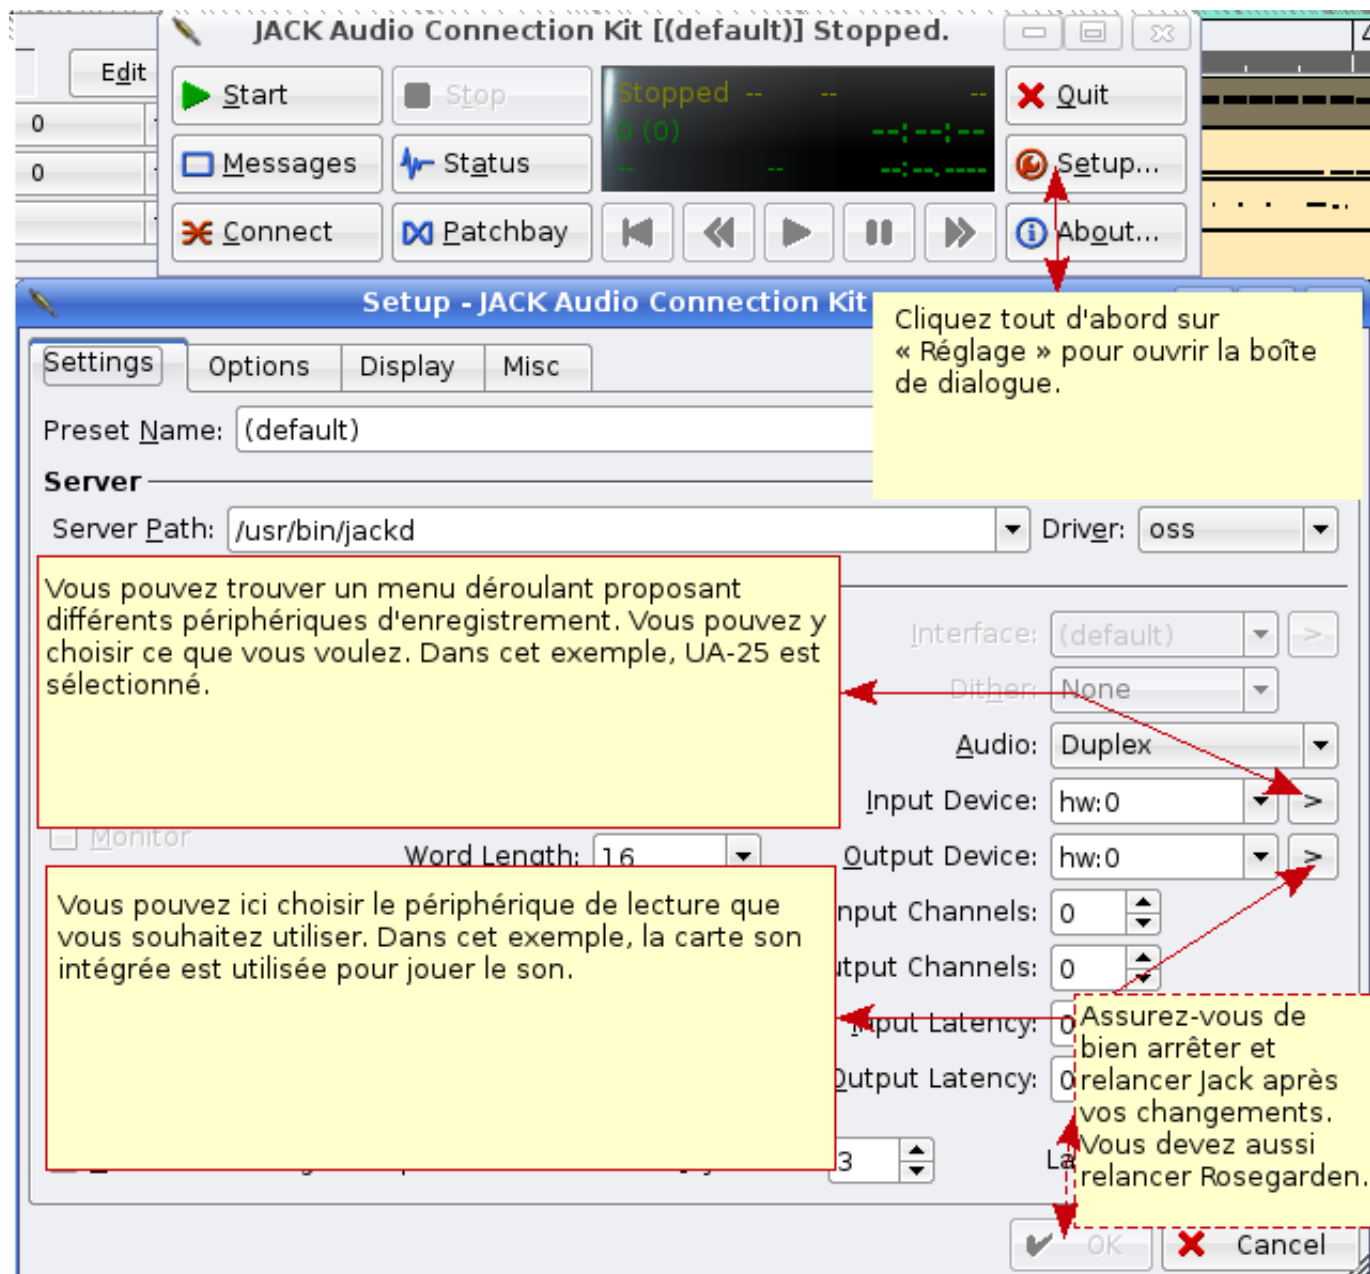 JACK Audio Connection Kit [(default)] Stopped.
Edit
0
0
Start
Stop
Messages
Status
Connect
Patchbay
Stopped -- -- --
0 (0) --:--:--
-- -- --:--.----
Quit
Setup...
About...
Setup - JACK Audio Connection Kit
Cliquez tout d'abord sur
« Réglage » pour ouvrir la boîte
de dialogue.
Settings
Options
Display
Misc
Preset Name: (default)
Server
Server Path: /usr/bin/jackd
Driver: oss
Vous pouvez trouver un menu déroulant proposant
différents périphériques d'enregistrement. Vous pouvez y
choisir ce que vous voulez. Dans cet exemple, UA-25 est
sélectionné.
Interface: (default) >
Dither: None
Audio: Duplex
Input Device: hw:0 >
Monitor
Word Length: 16
Output Device: hw:0 >
Vous pouvez ici choisir le périphérique de lecture que
vous souhaitez utiliser. Dans cet exemple, la carte son
intégrée est utilisée pour jouer le son.
nput Channels: 0
utput Channels: 0
Input Latency: 0
Output Latency: 0
Assurez-vous de
bien arrêter et
relancer Jack après
vos changements.
Vous devez aussi
relancer Rosegarden.
3
La
OK
Cancel